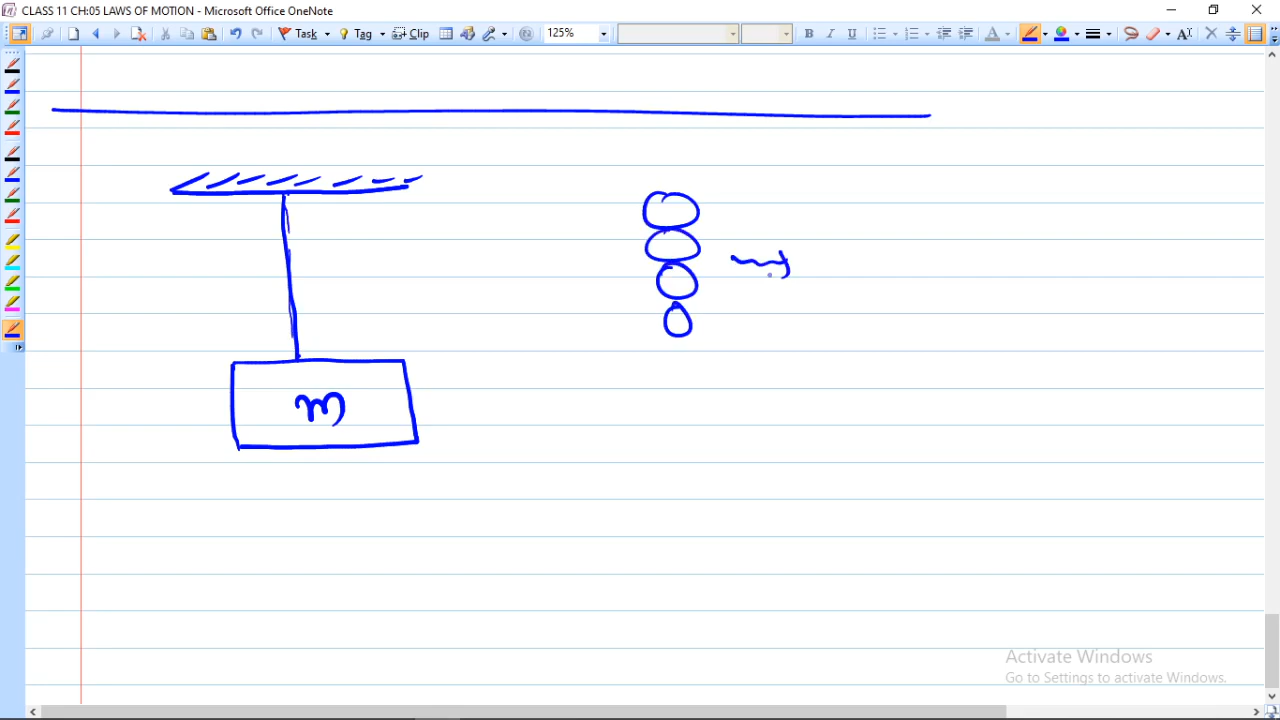 CLASS 11 CH:05 LAWS OF MOTION - Microsoft Office OneNote
Task Tag Clip 125% B I U
m
Activate Windows
Go to Settings to activate Windows.